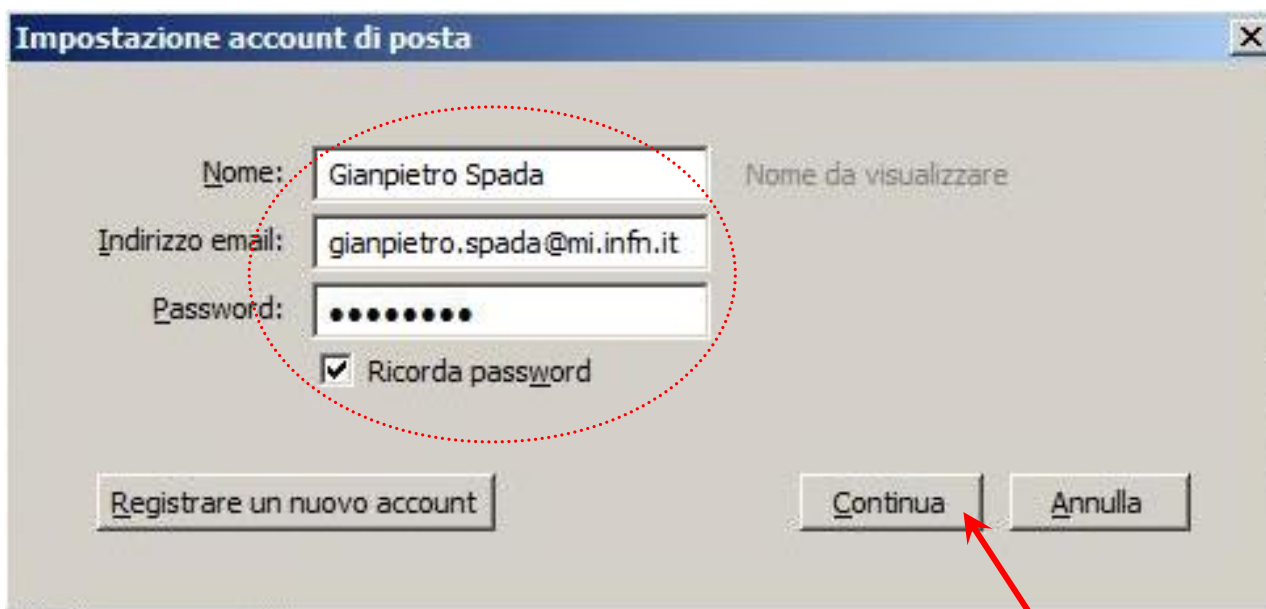 Impostazione account di posta
Nome: Gianpietro Spada Nome da visualizzare
Indirizzo email: gianpietro.spada@mi.infn.it
Password: ●●●●●●●●
Ricorda password
Registrare un nuovo account Continua Annulla